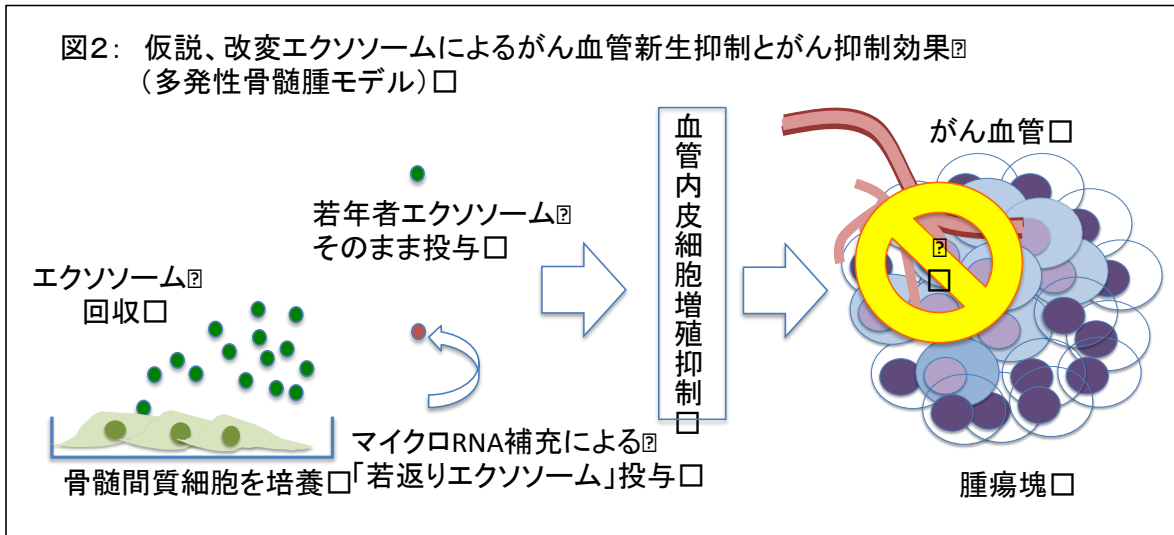 図2: 仮説、改変エクソソームによるがん血管新生抑制とがん抑制効果
(多発性骨髄腫モデル)
がん血管
若年者エクソソーム
そのまま投与
エクソソーム
回収
血管内皮細胞増殖抑制
マイクロRNA補充による
「若返りエクソソーム」投与
骨髄間質細胞を培養
腫瘍塊